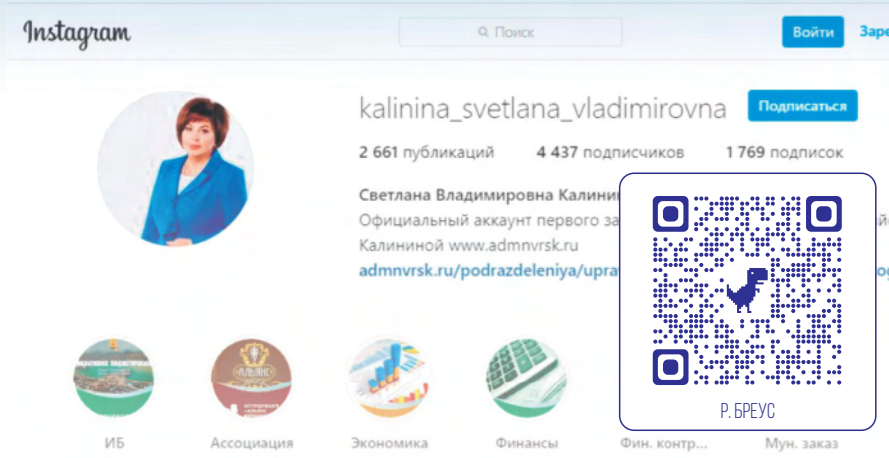 Instagram
Поиск
Войти
Заре
kalinina_svetlana_vladimirovna
Подписаться
2 661 публикаций 4 437 подписчиков 1 769 подписок
Светлана Владимировна Калини
Официальный аккаунт первого за
Калининой www.admnvrsk.ru
admnvrsk.ru/podrazdeleniya/upra
АЛЬЯНС
Р. БРЕУС
ИБ Ассоциация Экономика Финансы Фин. контр... Мун. заказ